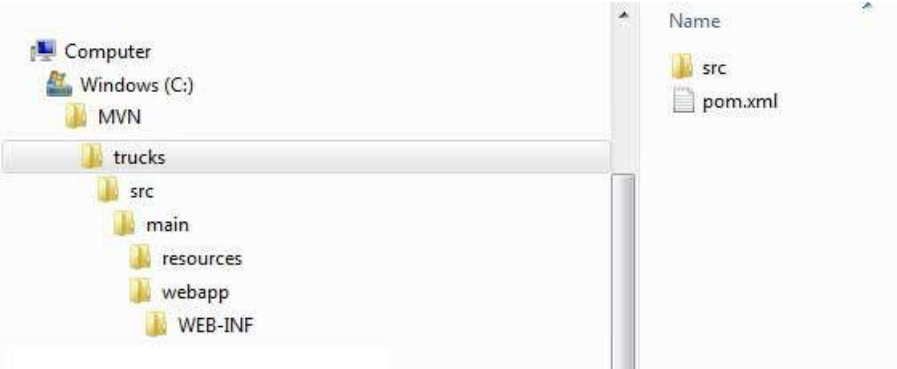 Computer
Windows (C:)
MVN
trucks
src
main
resources
webapp
WEB-INF
Name
src
pom.xml